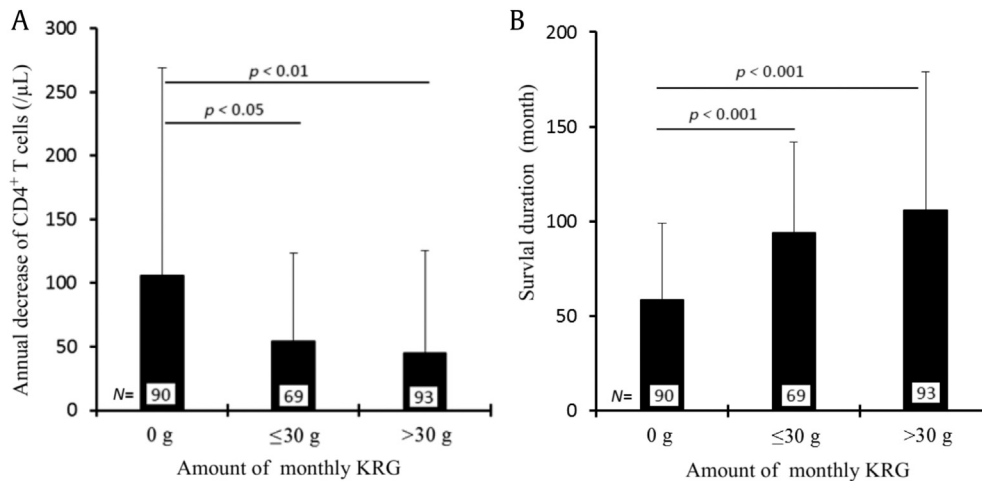 A
Annual decrease of CD4⁺ T cells (/µL)
300
250
200
150
100
50
0
p < 0.01
p < 0.05
N= 90 69 93
0 g ≤30 g >30 g
Amount of monthly KRG
B
Survlal duration (month)
200
150
100
50
0
p < 0.001
p < 0.001
N= 90 69 93
0 g ≤30 g >30 g
Amount of monthly KRG